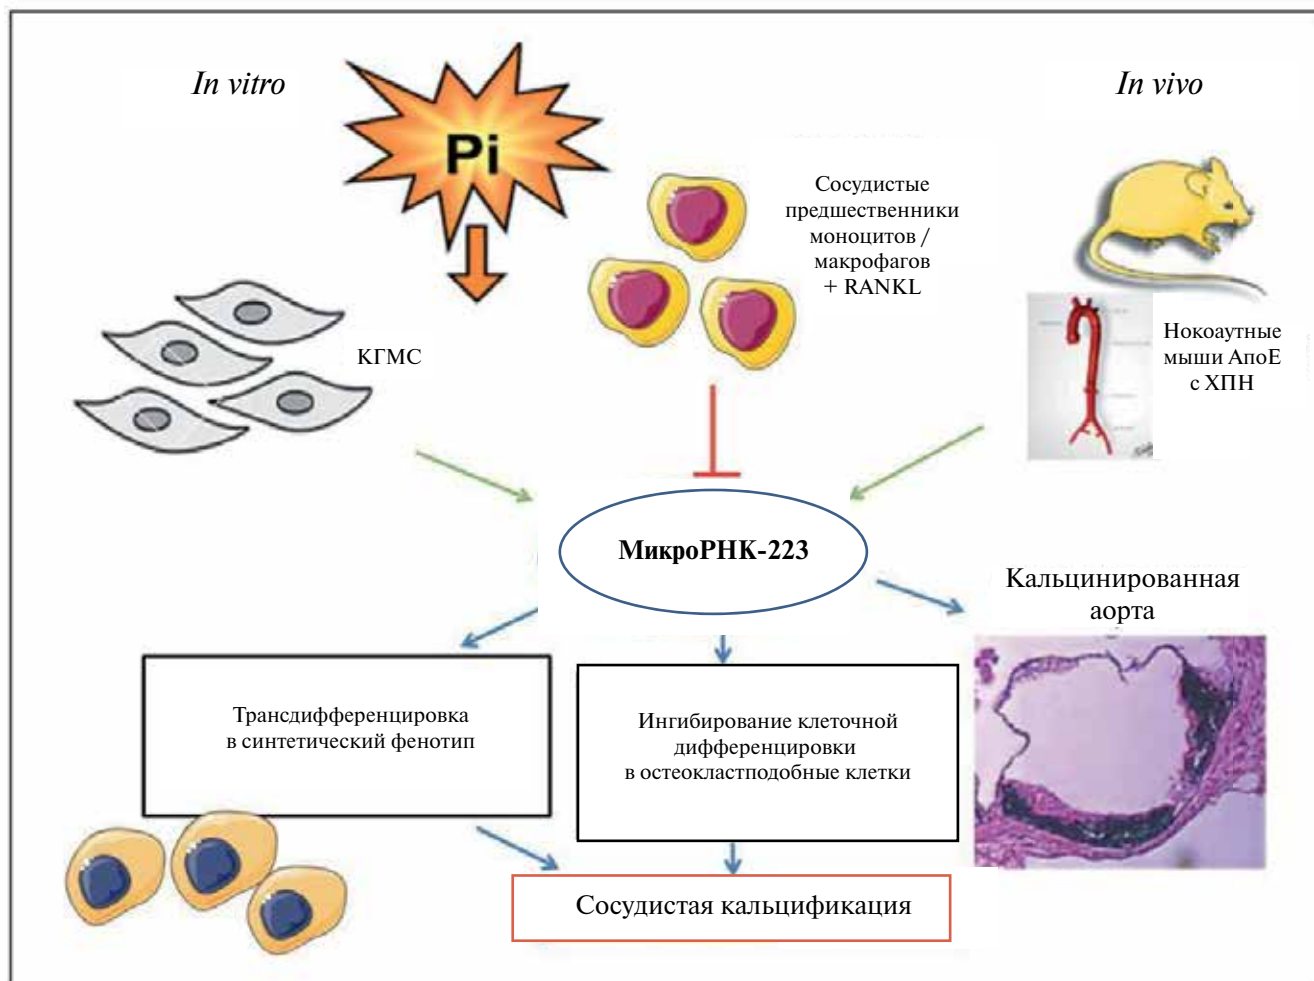 In vitro
In vivo
Pi
Сосудистые
предшественники
моноцитов /
макрофагов
+ RANKL
КГМС
Нокоаутные
мыши АпоЕ
с ХПН
МикроРНК-223
Кальцинированная
аорта
Трансдифференцировка
в синтетический фенотип
Ингибирование клеточной
дифференцировки
в остеокластподобные клетки
Сосудистая кальцификация